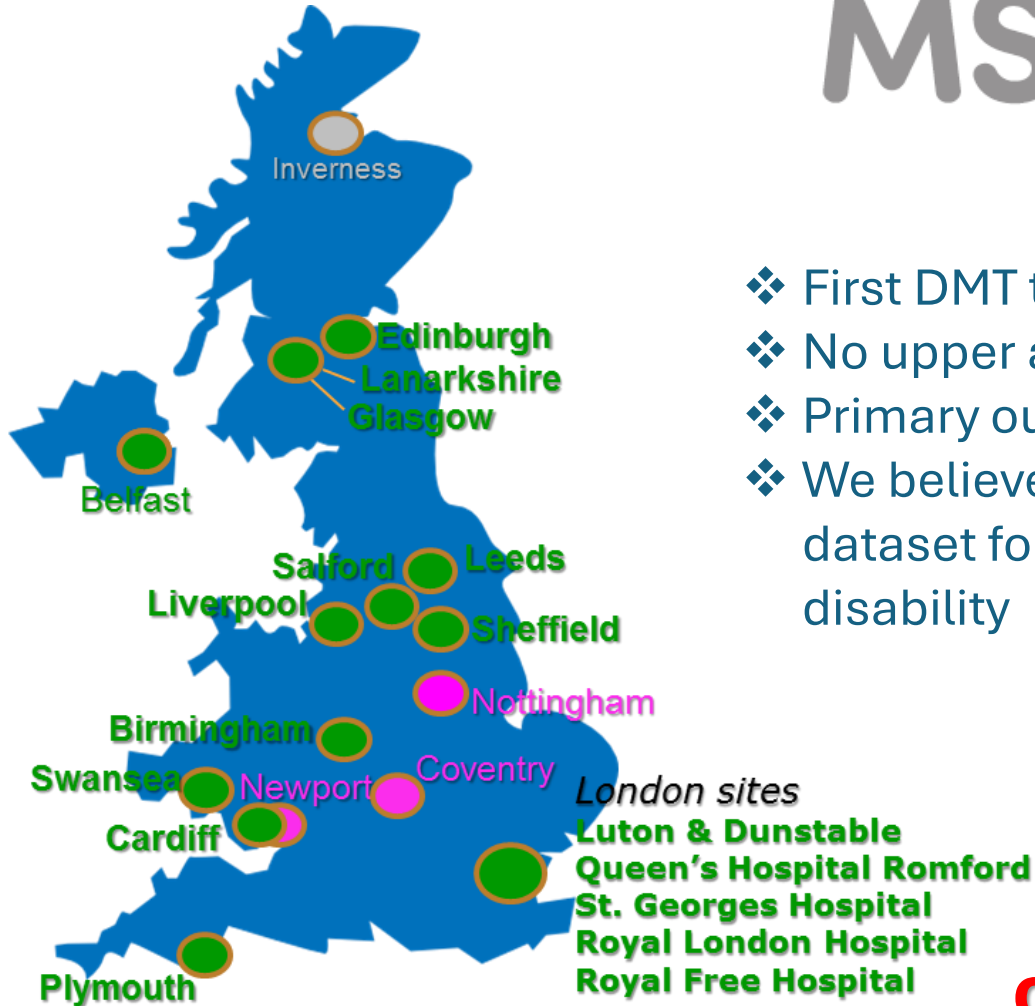 MS
Inverness
Edinburgh
Lanarkshire
Glasgow
Belfast
Salford
Leeds
Liverpool
Sheffield
Nottingham
Birmingham
Coventry
Swansea
Newport
Cardiff
Plymouth
London sites
Luton & Dunstable
Queen's Hospital Romford
St. Georges Hospital
Royal London Hospital
Royal Free Hospital
❖ First DMT
❖ No upper
❖ Primary
❖ We believe
dataset
disability